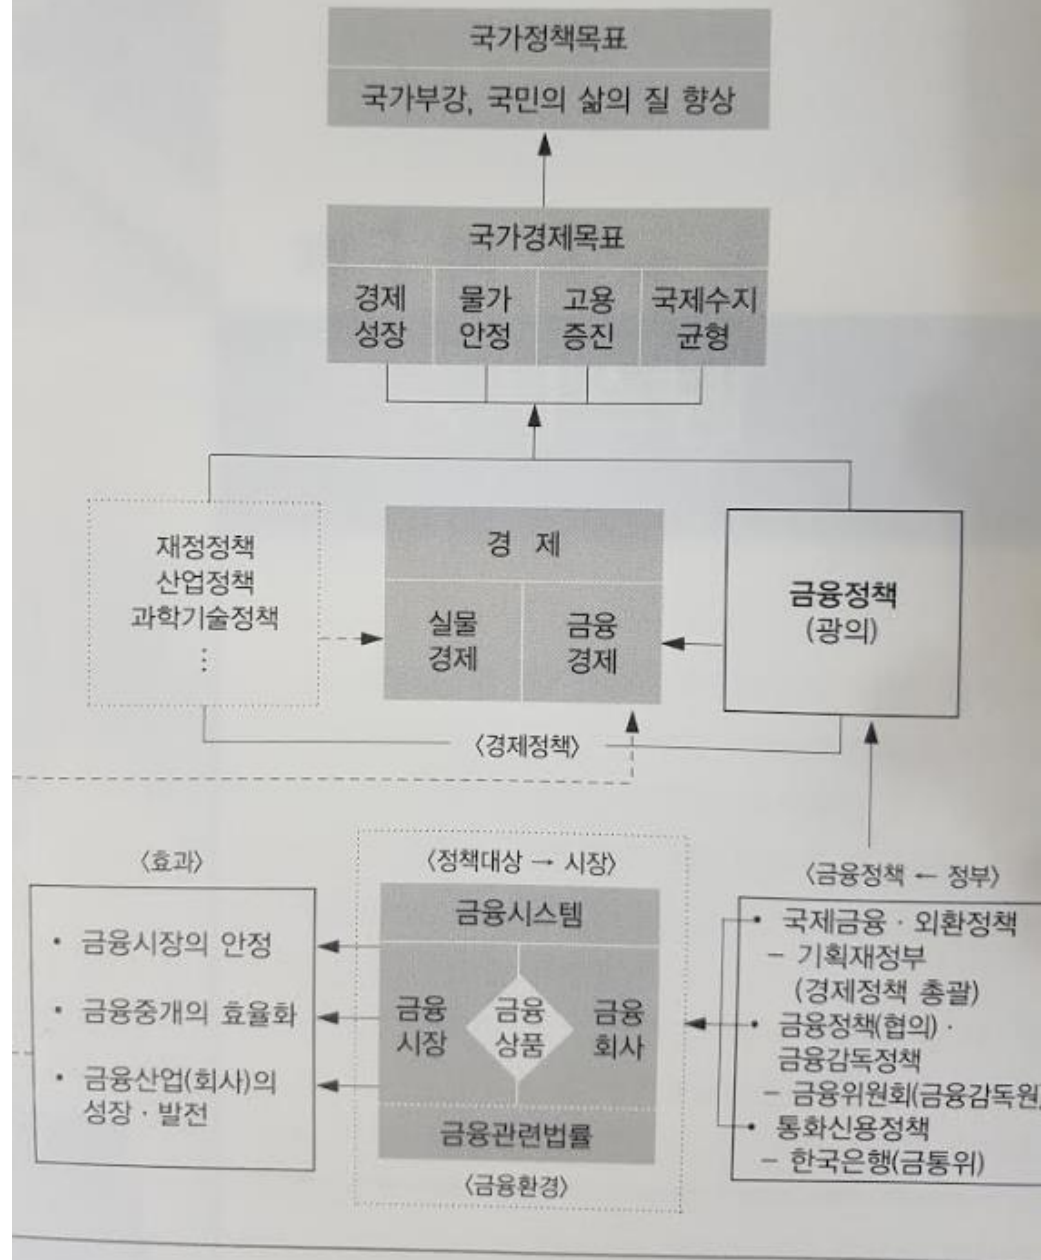 국가정책목표
국가부강, 국민의 삶의 질 향상
국가경제목표
경제
성장
물가
안정
고용
증진
국제수지
균형
재정정책
산업정책
과학기술정책
⋮
경 제
실물
경제
금융
경제
금융정책
(광의)
〈경제정책〉
〈효과〉
• 금융시장의 안정
• 금융중개의 효율화
• 금융산업(회사)의
성장 · 발전
〈정책대상 → 시장〉
금융시스템
금융
시장
금융
상품
금융
회사
금융관련법률
〈금융환경〉
〈금융정책 ← 정부〉
• 국제금융 · 외환정책
– 기획재정부
(경제정책 총괄)
• 금융정책(협의) ·
금융감독정책
– 금융위원회(금융감독원)
• 통화신용정책
– 한국은행(금통위)